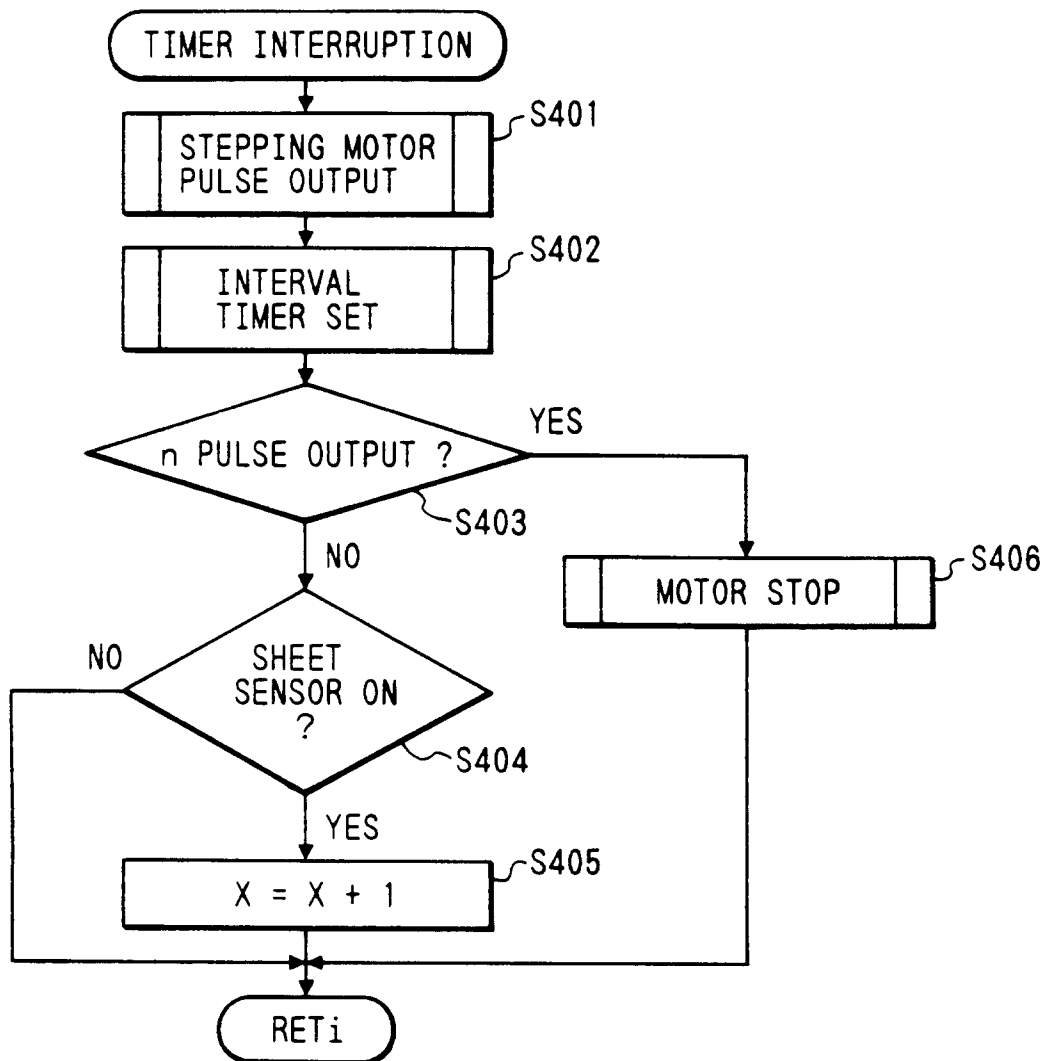 TIMER INTERRUPTION
S401
STEPPING MOTOR
PULSE OUTPUT
S402
INTERVAL
TIMER SET
YES
n PULSE OUTPUT ?
S403
NO
S406
MOTOR STOP
NO
SHEET
SENSOR ON
?
S404
YES
S405
X = X + 1
RETi